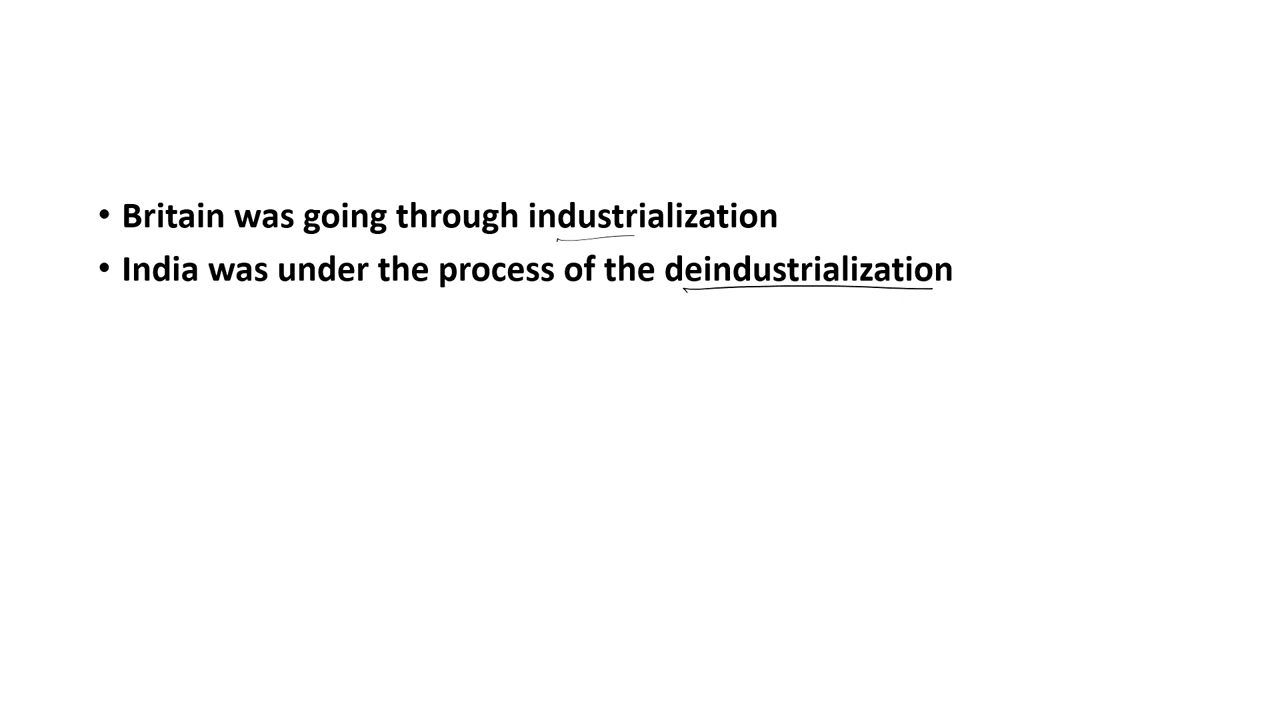 • Britain was going through industrialization
• India was under the process of the deindustrialization